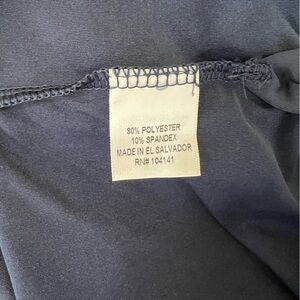 90% POLYESTER
10% SPANDEX
MADE IN EL SALVADOR
RN# 104141